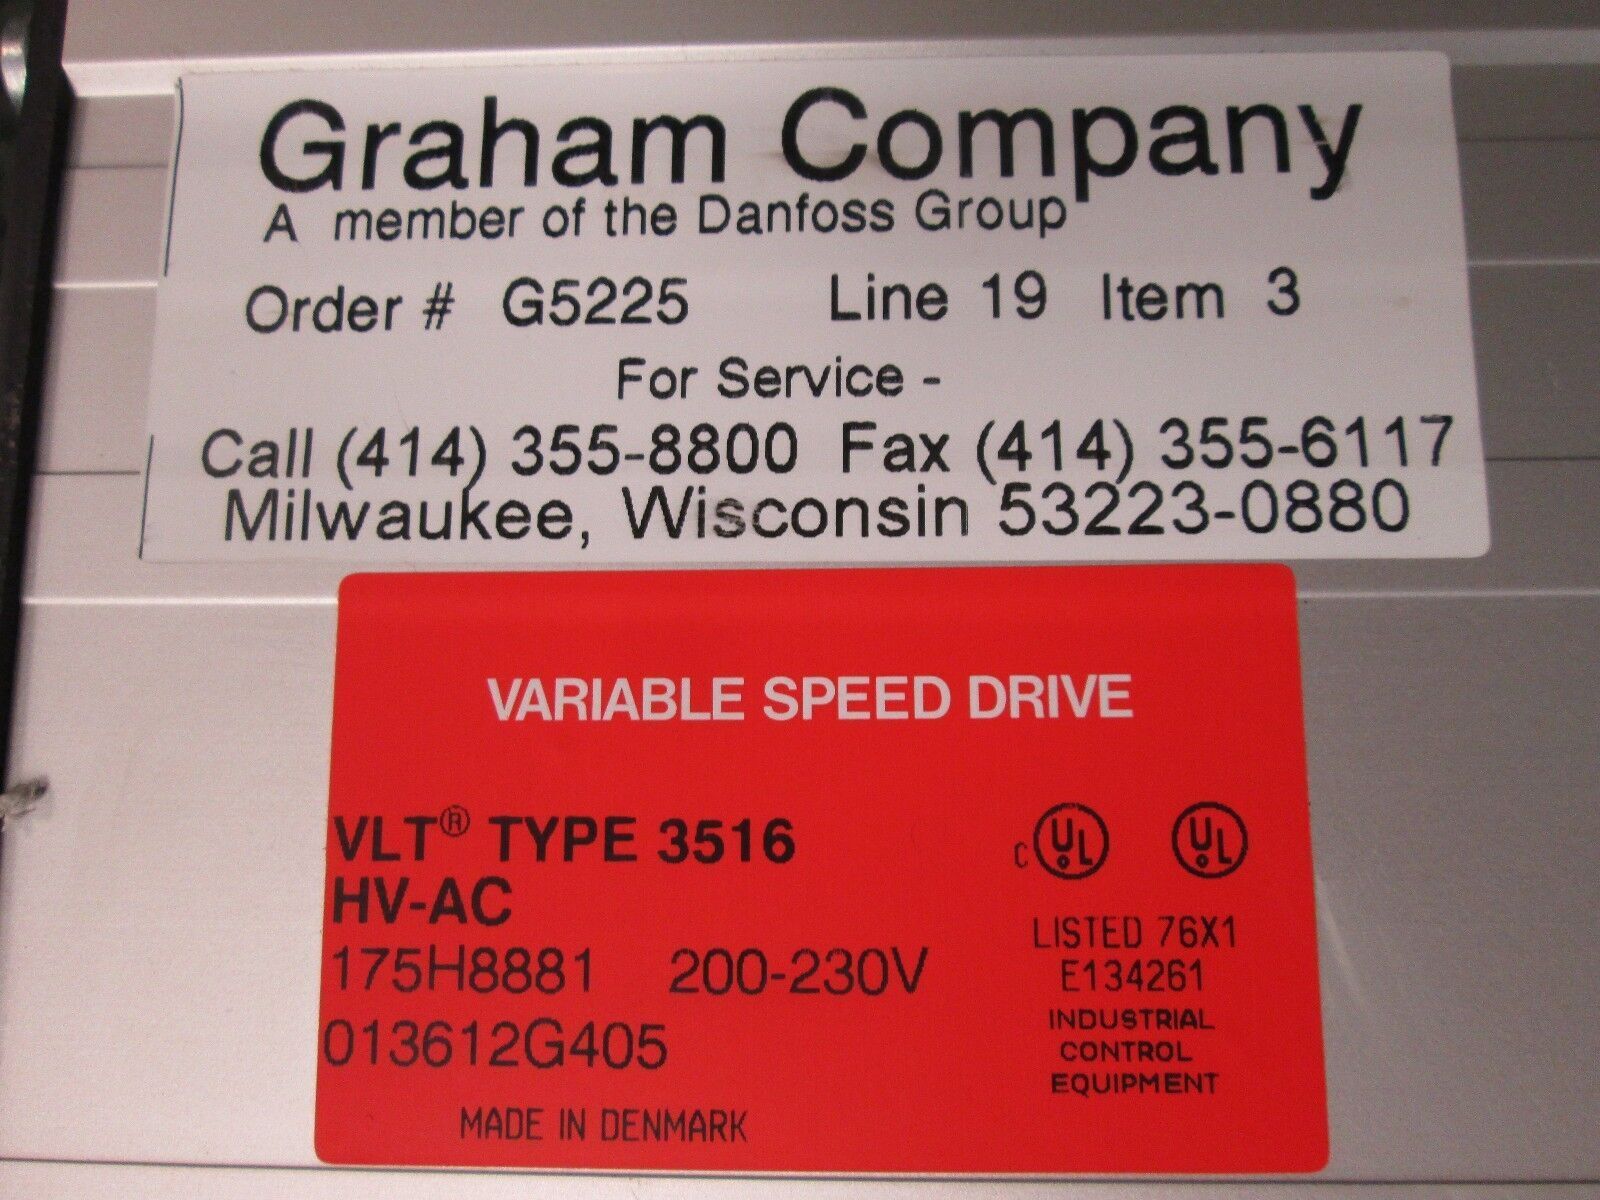 Graham Company
A member of the Danfoss Group
Order # G5225 Line 19 Item 3
For Service -
Call (414) 355-8800 Fax (414) 355-6117
Milwaukee, Wisconsin 53223-0880
VARIABLE SPEED DRIVE
VLT® TYPE 3516
HV-AC
175H8881 200-230V
013612G405
MADE IN DENMARK
c UL UL
LISTED 76X1
E134261
INDUSTRIAL
CONTROL
EQUIPMENT